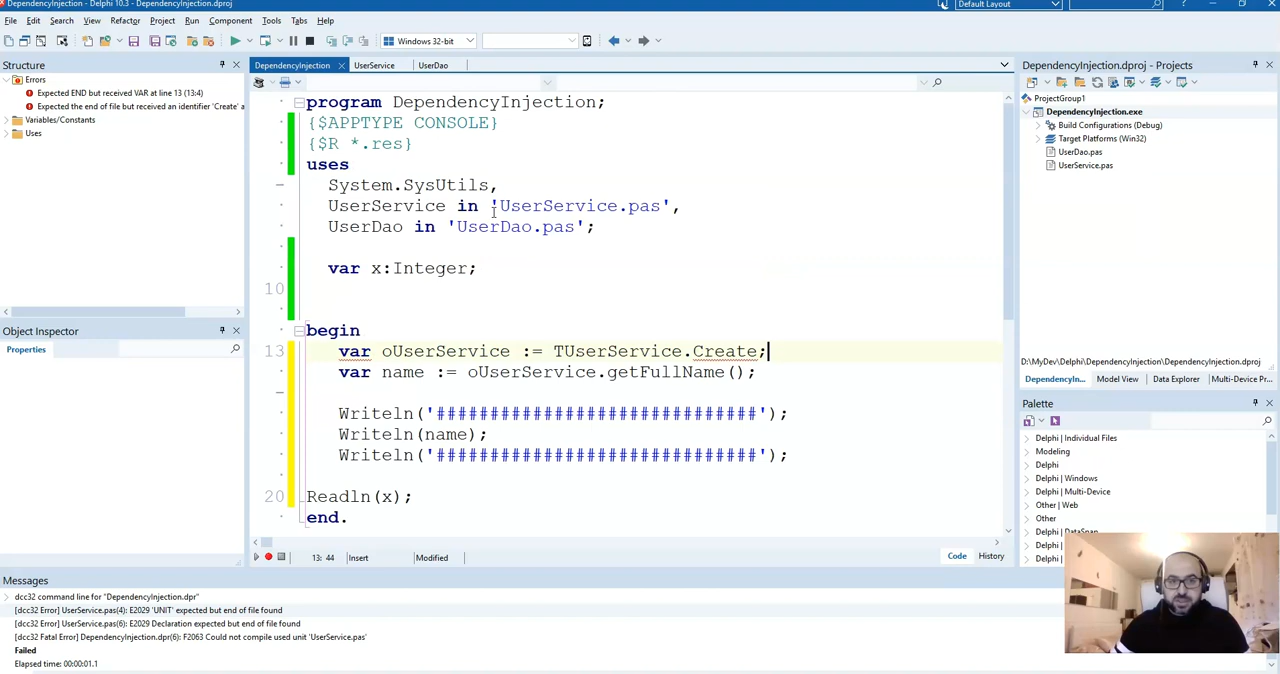 DependencyInjection - Delphi 10.3 - DependencyInjection.dproj
Default Layout
File Edit Search View Refactor Project Run Component Tools Tabs Help
Windows 32-bit
Structure
Errors
Expected END but received VAR at line 13 (13:4)
Expected the end of file but received an identifier 'Create' a
Variables/Constants
Uses
Object Inspector
Properties
DependencyInjection UserService UserDao
program DependencyInjection;
{$APPTYPE CONSOLE}
{$R *.res}
uses
System.SysUtils,
UserService in 'UserService.pas',
UserDao in 'UserDao.pas';
var x:Integer;
10
begin
13 var oUserService := TUserService.Create;
var name := oUserService.getFullName();
Writeln('##############################');
Writeln(name);
Writeln('##############################');
20 Readln(x);
end.
13: 44 Insert Modified
Code History
DependencyInjection.dproj - Projects
ProjectGroup1
DependencyInjection.exe
Build Configurations (Debug)
Target Platforms (Win32)
UserDao.pas
UserService.pas
D:\MyDev\Delphi\DependencyInjection\DependencyInjection.dproj
DependencyIn... Model View Data Explorer Multi-Device Pr...
Palette
Delphi | Individual Files
Modeling
Delphi
Delphi | Windows
Delphi | Multi-Device
Other | Web
Other
Delphi | DataSnap
Delphi |
Delphi |
Delphi |
Messages
dcc32 command line for "DependencyInjection.dpr"
[dcc32 Error] UserService.pas(4): E2029 'UNIT' expected but end of file found
[dcc32 Error] UserService.pas(6): E2029 Declaration expected but end of file found
[dcc32 Fatal Error] DependencyInjection.dpr(6): F2063 Could not compile used unit 'UserService.pas'
Failed
Elapsed time: 00:00:01.1